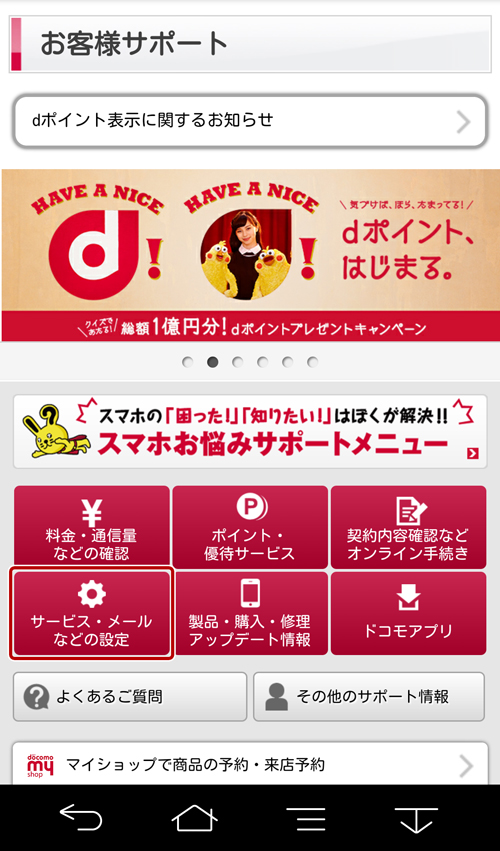 お客様サポート
dポイント表示に関するお知らせ
HAVE A NICE
d!
HAVE A NICE
!
気づけば、ほら、たまってる!
dポイント、
はじまる。
クイズで
あたる!
総額1億円分!dポイントプレゼントキャンペーン
スマホの「困った!」「知りたい!」はぼくが解決!!
スマホお悩みサポートメニュー
¥
料金・通信量
などの確認
P
ポイント・
優待サービス
契約内容確認など
オンライン手続き
サービス・メール
などの設定
製品・購入・修理
アップデート情報
ドコモアプリ
?
よくあるご質問
その他のサポート情報
döcomo
my
shop
マイショップで商品の予約・来店予約